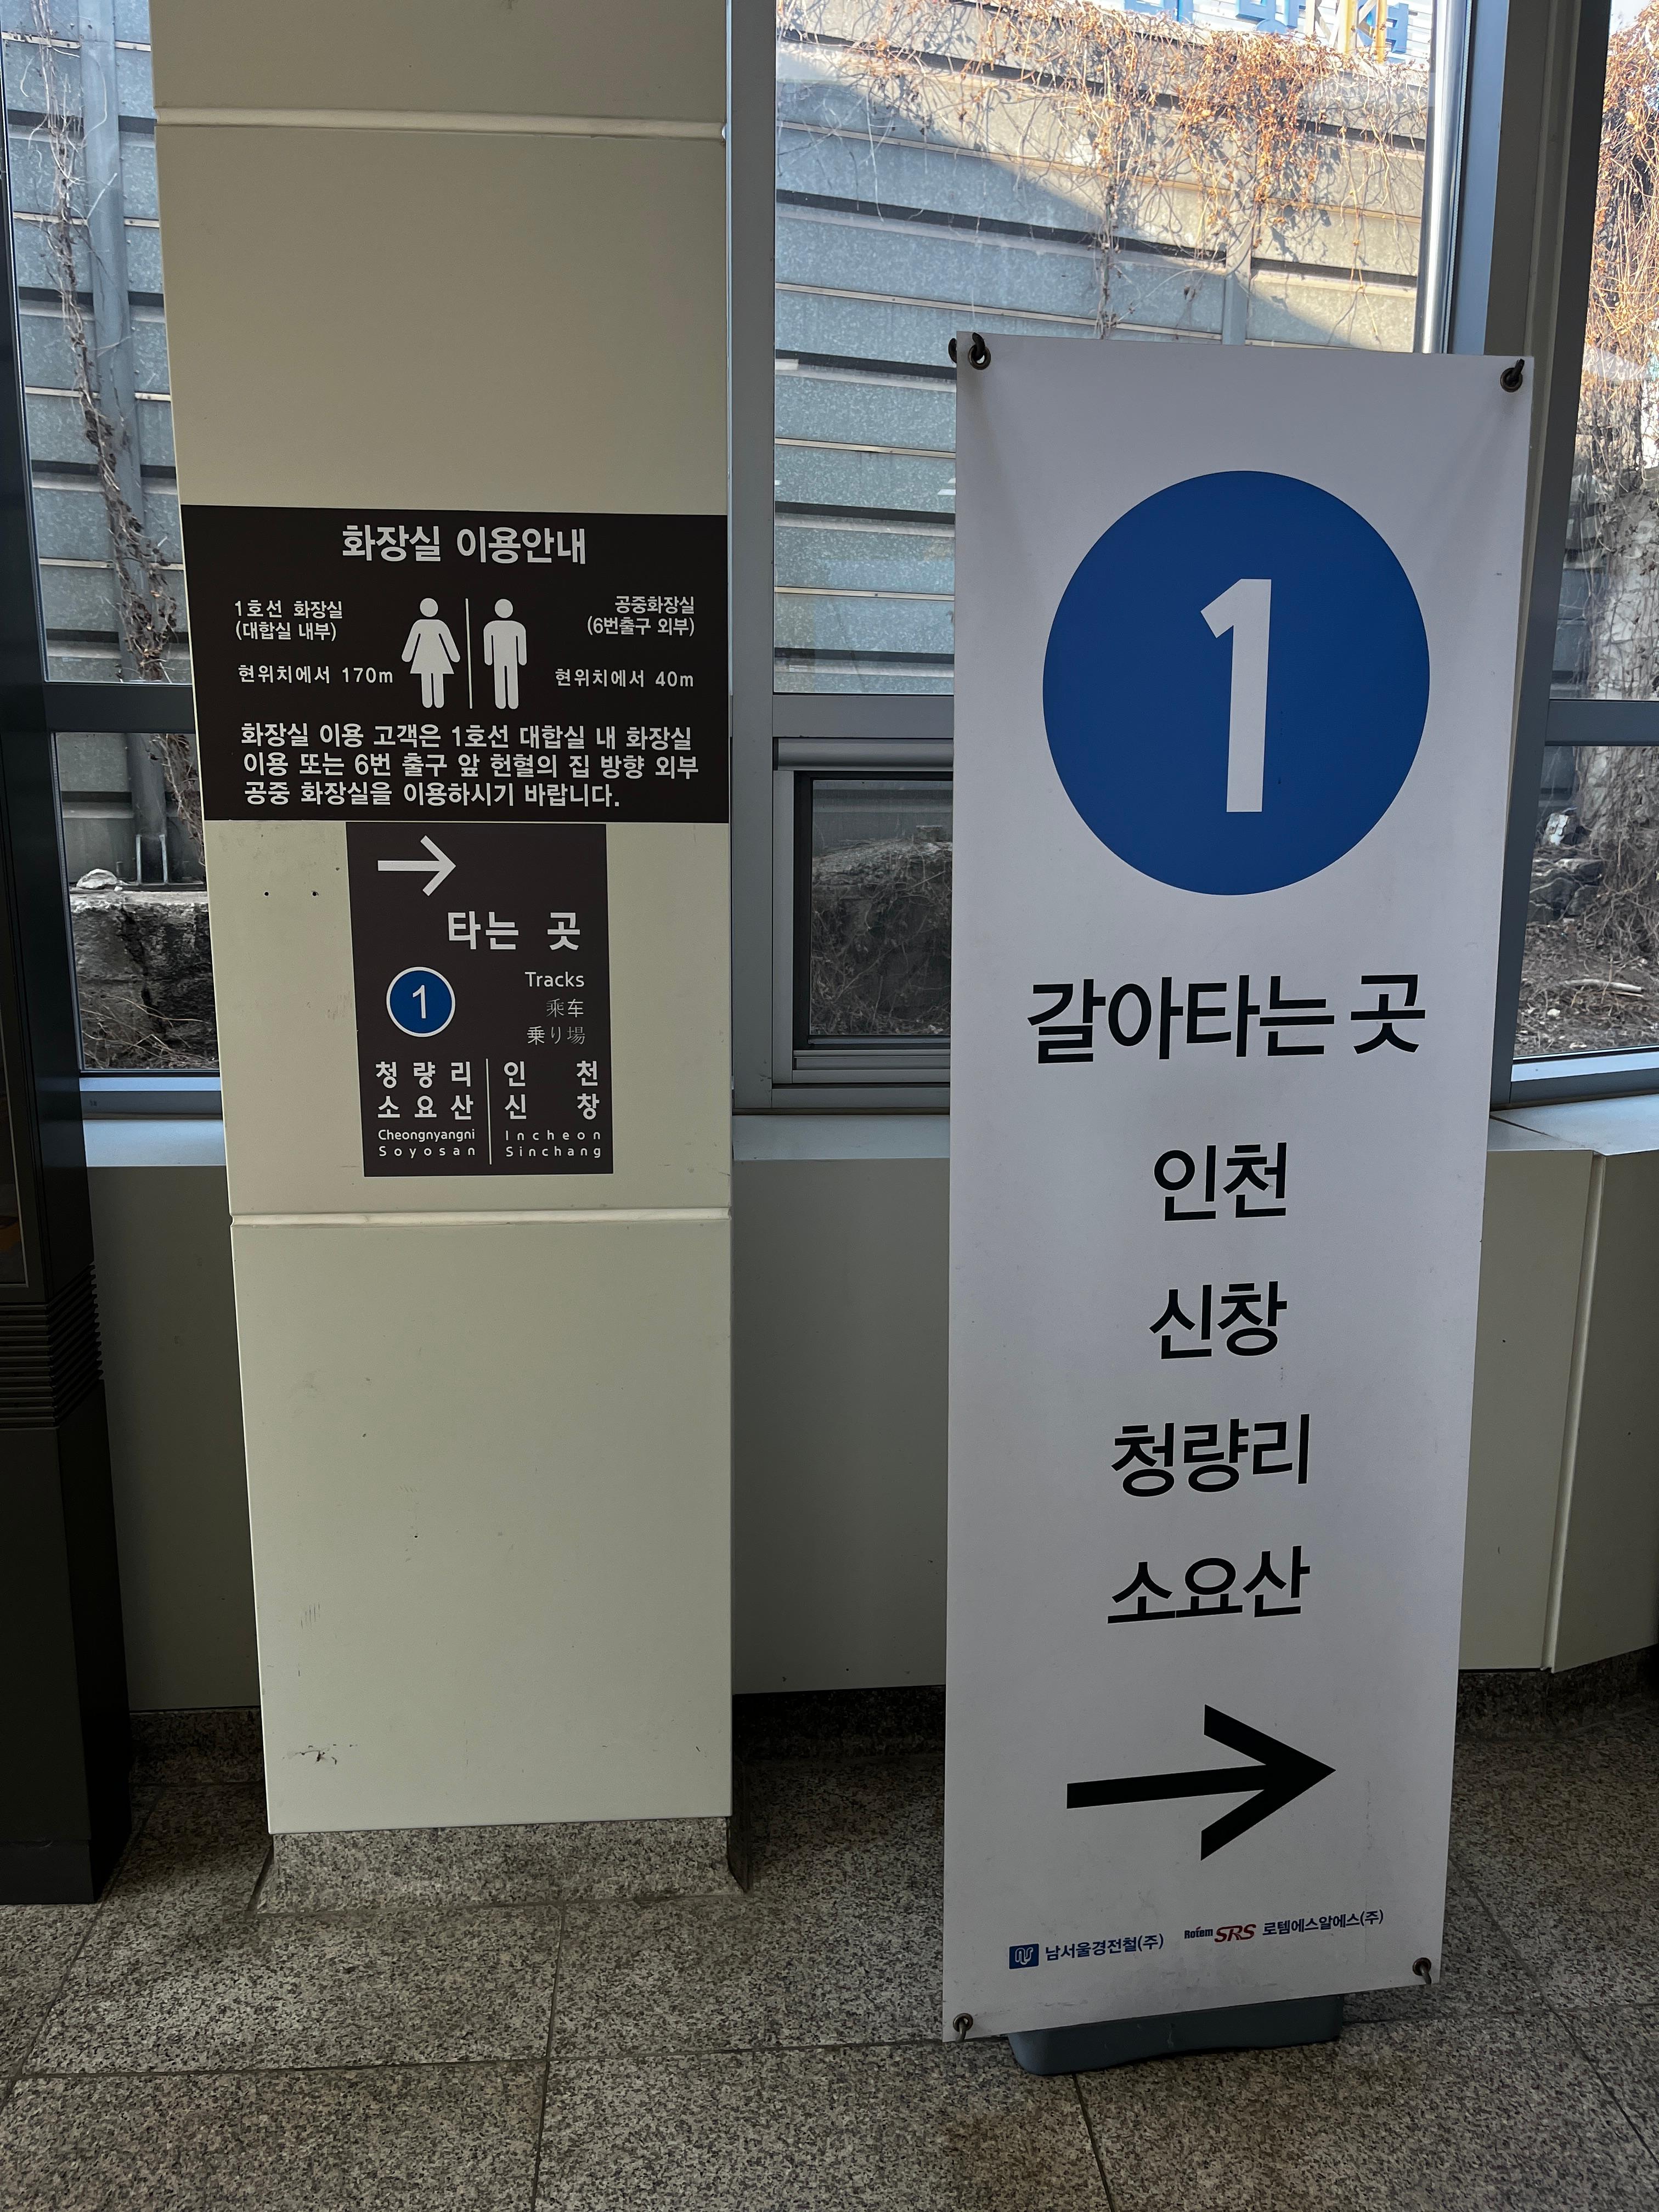 화장실 이용안내
1호선 화장실
(대합실 내부)
현위치에서 170m
공중화장실
(6번출구 외부)
현위치에서 40m
화장실 이용 고객은 1호선 대합실 내 화장실
이용 또는 6번 출구 앞 헌혈의 집 방향 외부
공중 화장실을 이용하시기 바랍니다.
타는 곳
1
Tracks
乘车
乗り場
청량리
소요산
Cheongnyangni
Soyosan
인천
신창
Incheon
Sinchang
1
갈아타는 곳
인천
신창
청량리
소요산
남서울경전철(주)
Rotem SRS 로템에스알에스(주)